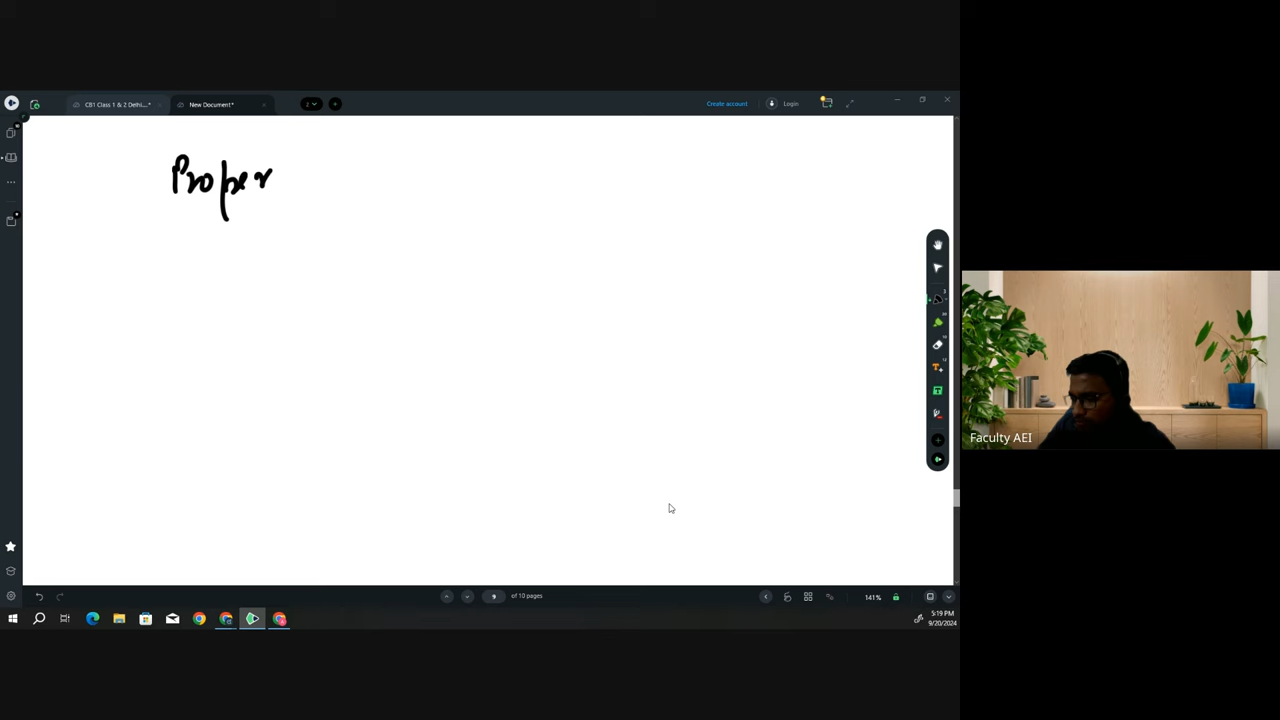 CB1 Class 1 & 2 Delhi....*
New Document*
2
Create account
Login
Proper
Faculty AEI
9
of 10 pages
141%
5:19 PM
9/20/2024